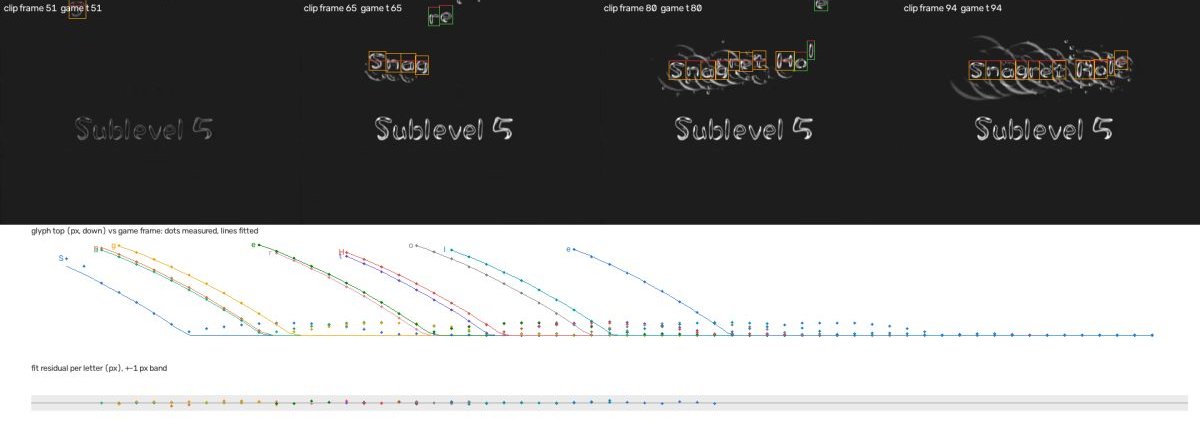 clip frame 51 game t 51
clip frame 65 game t 65
clip frame 80 game t 80
clip frame 94 game t 94
r e
e
Snag
Snagret Hol
Snagret Hole
Sublevel 5
Sublevel 5
Sublevel 5
Sublevel 5
glyph top (px, down) vs game frame: dots measured, lines fitted
S
g
e
r
H
t
o
l
e
fit residual per letter (px), +-1 px band